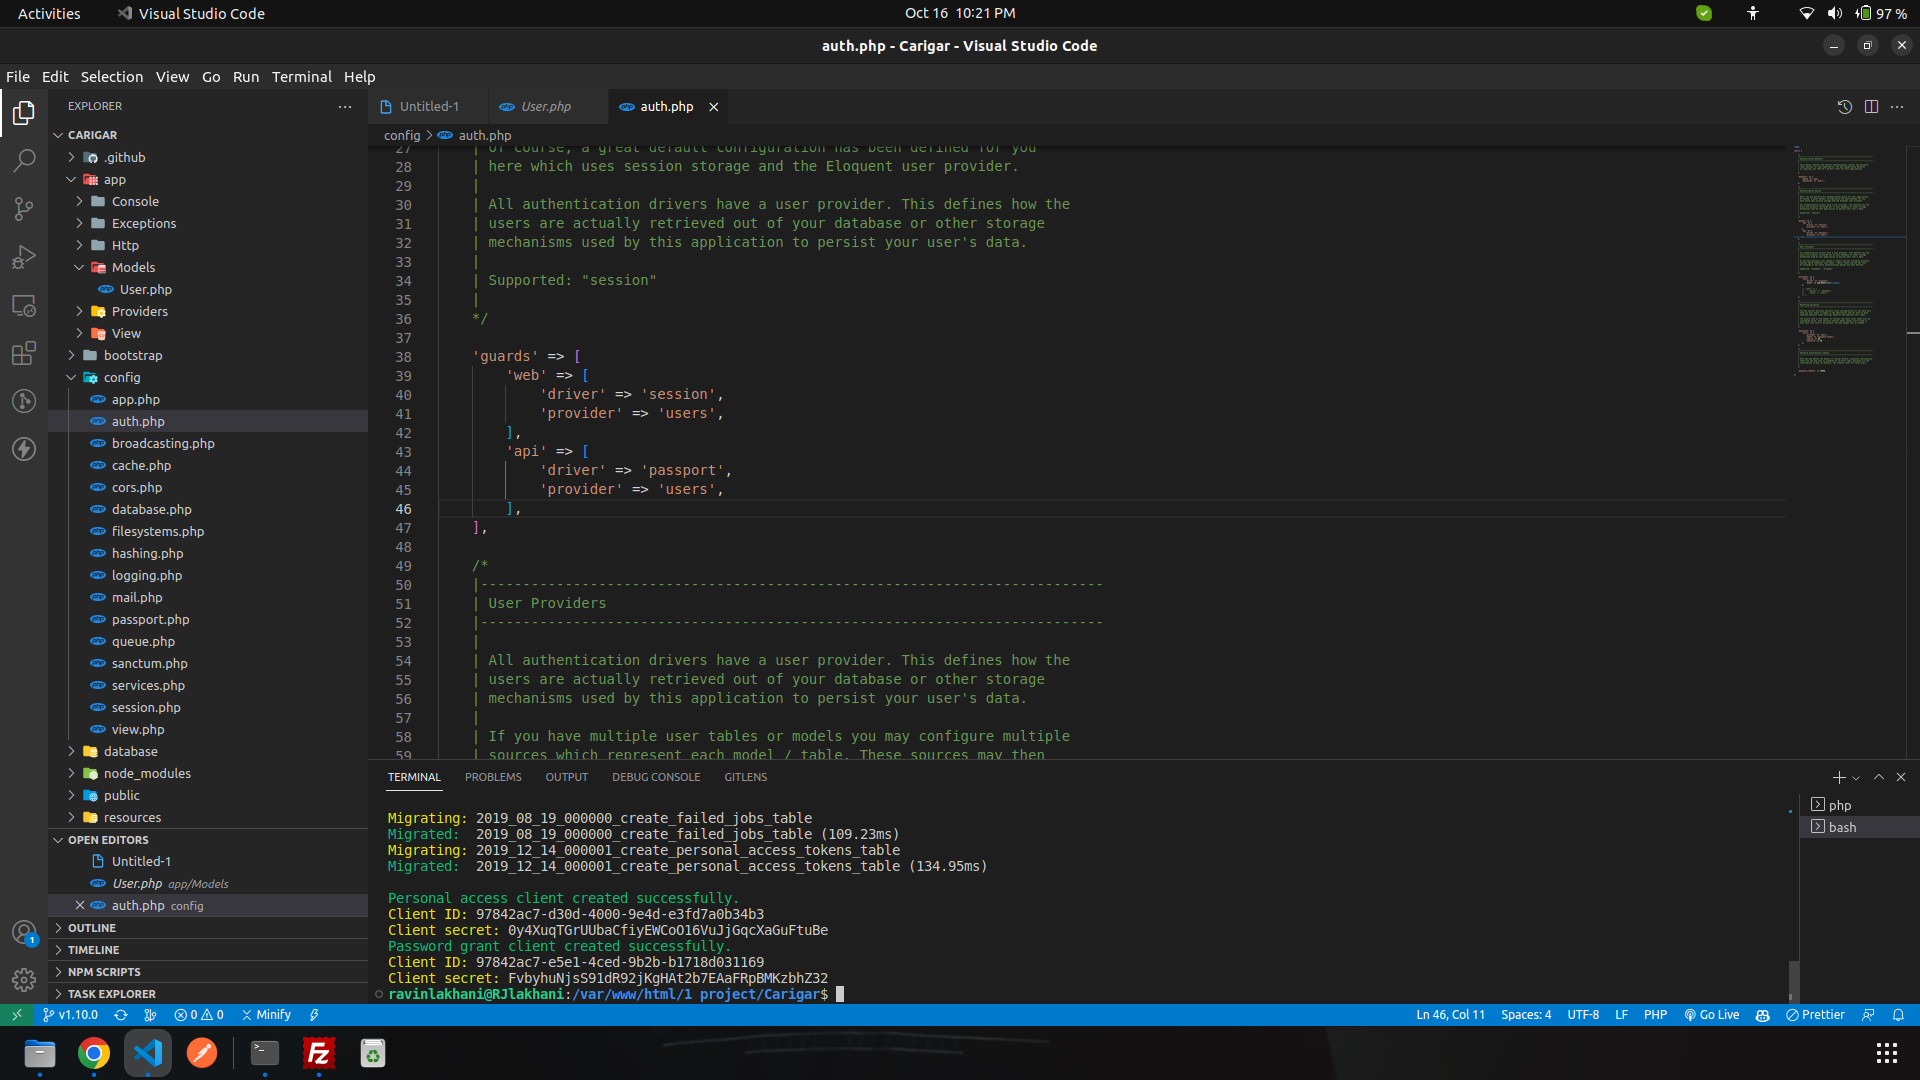 Activities
Visual Studio Code
Oct 16 10:21 PM
97 %
auth.php - Carigar - Visual Studio Code
File Edit Selection View Go Run Terminal Help
EXPLORER
CARIGAR
.github
app
Console
Exceptions
Http
Models
User.php
Providers
View
bootstrap
config
app.php
auth.php
broadcasting.php
cache.php
cors.php
database.php
filesystems.php
hashing.php
logging.php
mail.php
passport.php
queue.php
sanctum.php
services.php
session.php
view.php
database
node_modules
public
resources
OPEN EDITORS
Untitled-1
User.php app/Models
auth.php config
OUTLINE
TIMELINE
NPM SCRIPTS
TASK EXPLORER
1
Untitled-1
User.php
auth.php
config > auth.php
27 | Of course, a great default configuration has been defined for you
28 | here which uses session storage and the Eloquent user provider.
29 |
30 | All authentication drivers have a user provider. This defines how the
31 | users are actually retrieved out of your database or other storage
32 | mechanisms used by this application to persist your user's data.
33 |
34 | Supported: "session"
35 |
36 */
37
38 'guards' => [
39 'web' => [
40 'driver' => 'session',
41 'provider' => 'users',
42 ],
43 'api' => [
44 'driver' => 'passport',
45 'provider' => 'users',
46 ],
47 ],
48
49 /*
50 |--------------------------------------------------------------------------
51 | User Providers
52 |--------------------------------------------------------------------------
53 |
54 | All authentication drivers have a user provider. This defines how the
55 | users are actually retrieved out of your database or other storage
56 | mechanisms used by this application to persist your user's data.
57 |
58 | If you have multiple user tables or models you may configure multiple
59 | sources which represent each model / table. These sources may then
TERMINAL PROBLEMS OUTPUT DEBUG CONSOLE GITLENS
Migrating: 2019_08_19_000000_create_failed_jobs_table
Migrated: 2019_08_19_000000_create_failed_jobs_table (109.23ms)
Migrating: 2019_12_14_000001_create_personal_access_tokens_table
Migrated: 2019_12_14_000001_create_personal_access_tokens_table (134.95ms)
Personal access client created successfully.
Client ID: 97842ac7-d30d-4000-9e4d-e3fd7a0b34b3
Client secret: 0y4XuqTGrUUbaCfiyEWCoO16VuJjGqcXaGuFtuBe
Password grant client created successfully.
Client ID: 97842ac7-e5e1-4ced-9b2b-b1718d031169
Client secret: FvbyhuNjsS91dR92jKgHAt2b7EAaFRpBMKzbhZ32
ravinlakhani@RJlakhani:/var/www/html/1 project/Carigar$
php
bash
v1.10.0
0 0
Minify
Ln 46, Col 11
Spaces: 4
UTF-8
LF
PHP
Go Live
Prettier